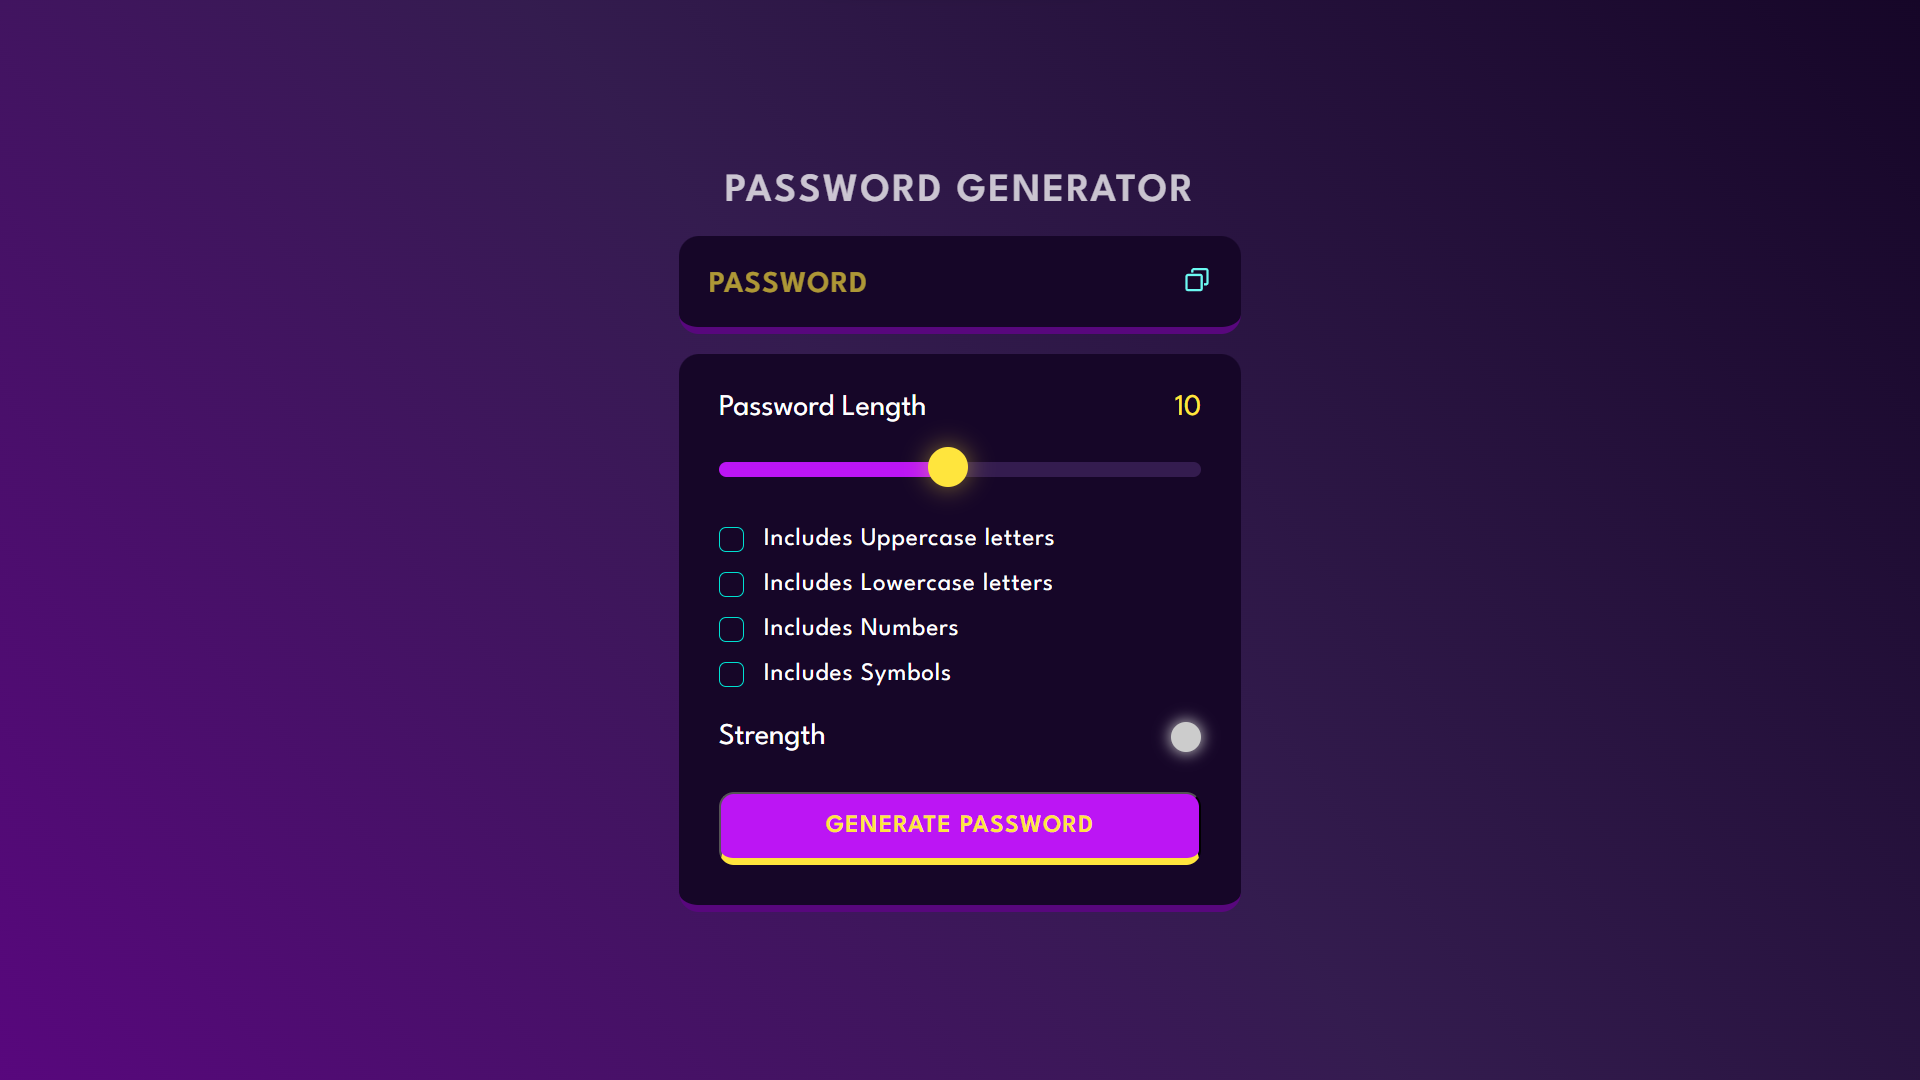 PASSWORD GENERATOR
PASSWORD
Password Length 10
Includes Uppercase letters
Includes Lowercase letters
Includes Numbers
Includes Symbols
Strength
GENERATE PASSWORD